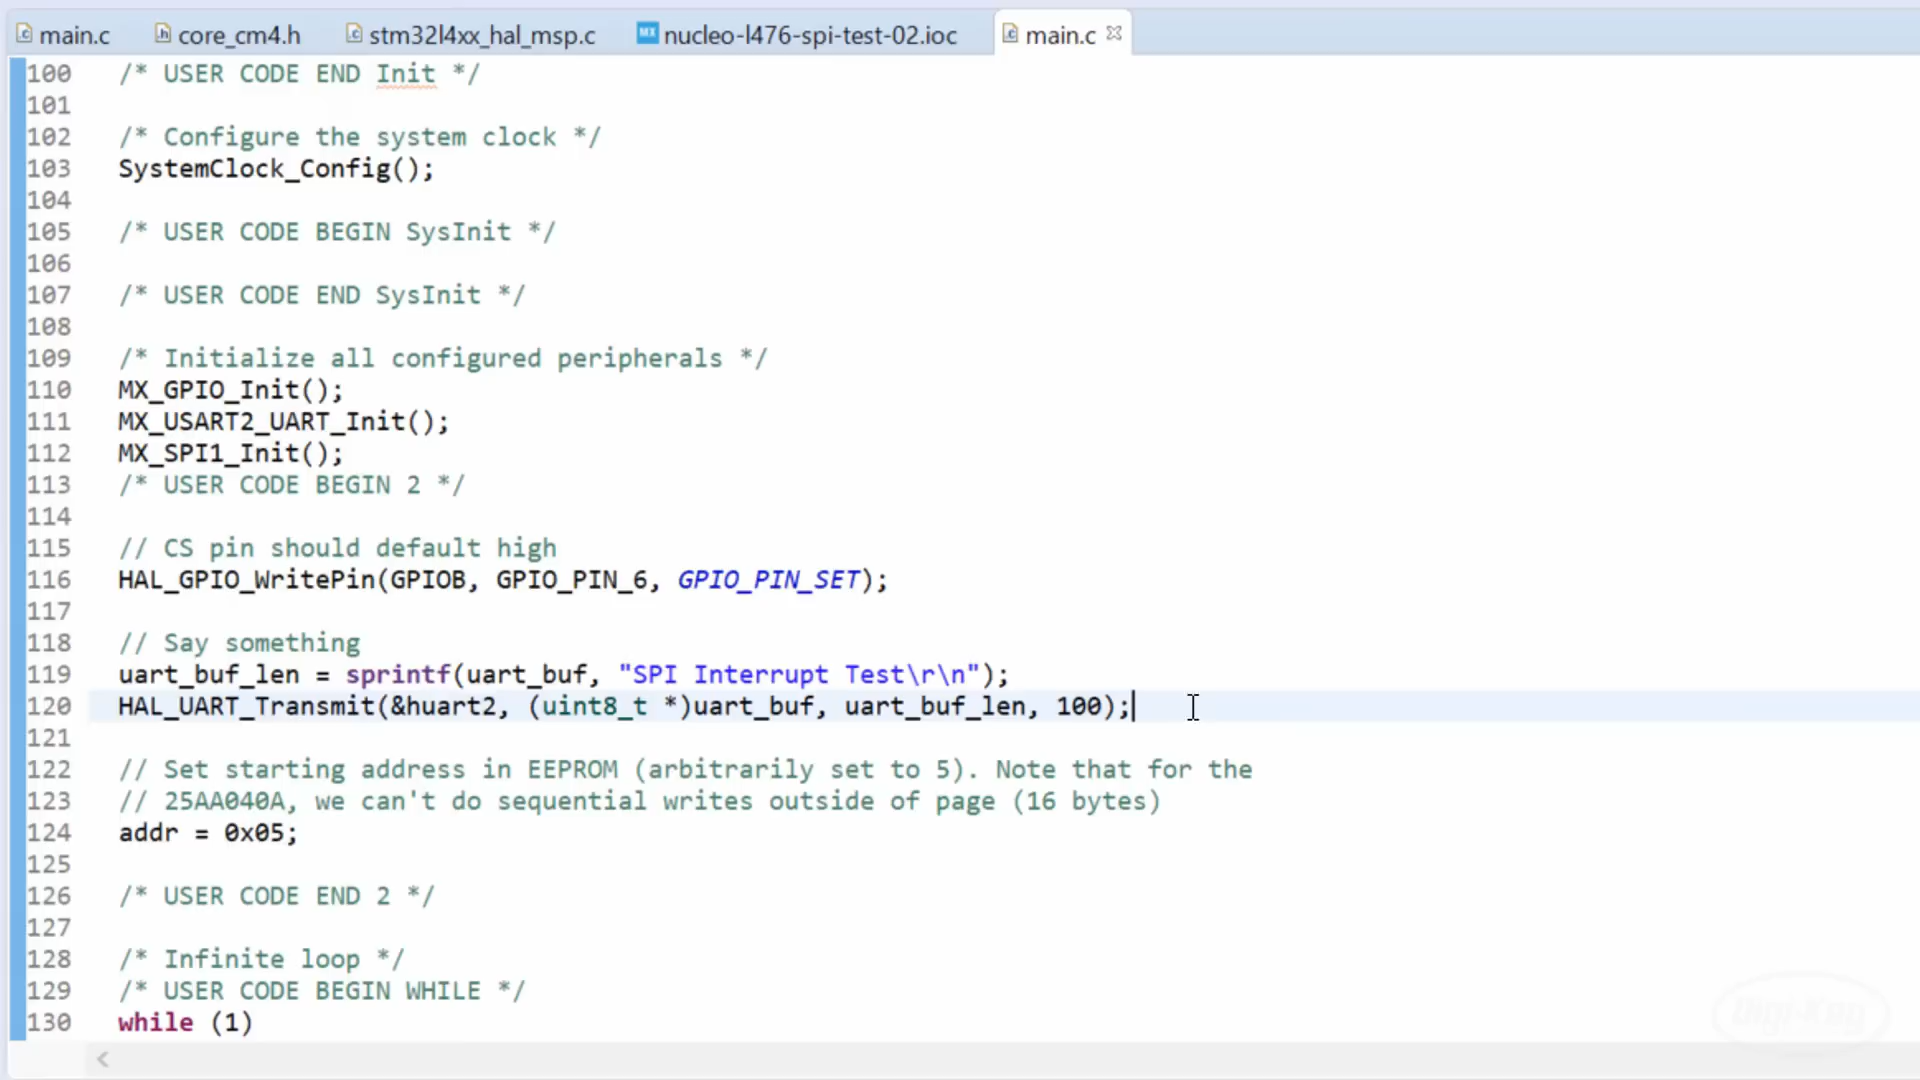 main.c core_cm4.h stm32l4xx_hal_msp.c MX nucleo-l476-spi-test-02.ioc main.c
100 /* USER CODE END Init */
101
102 /* Configure the system clock */
103 SystemClock_Config();
104
105 /* USER CODE BEGIN SysInit */
106
107 /* USER CODE END SysInit */
108
109 /* Initialize all configured peripherals */
110 MX_GPIO_Init();
111 MX_USART2_UART_Init();
112 MX_SPI1_Init();
113 /* USER CODE BEGIN 2 */
114
115 // CS pin should default high
116 HAL_GPIO_WritePin(GPIOB, GPIO_PIN_6, GPIO_PIN_SET);
117
118 // Say something
119 uart_buf_len = sprintf(uart_buf, "SPI Interrupt Test\r\n");
120 HAL_UART_Transmit(&huart2, (uint8_t *)uart_buf, uart_buf_len, 100);
121
122 // Set starting address in EEPROM (arbitrarily set to 5). Note that for the
123 // 25AA040A, we can't do sequential writes outside of page (16 bytes)
124 addr = 0x05;
125
126 /* USER CODE END 2 */
127
128 /* Infinite loop */
129 /* USER CODE BEGIN WHILE */
130 while (1)
Digi-Key